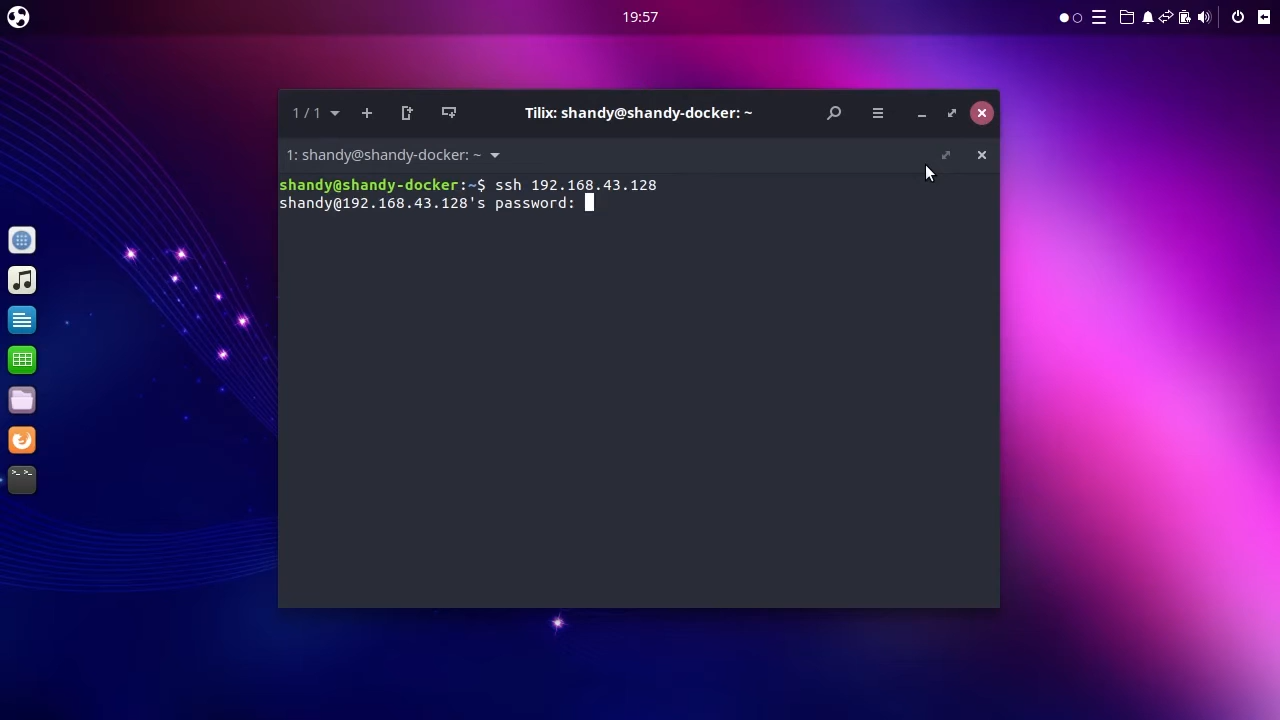 19:57
1 / 1
Tilix: shandy@shandy-docker: ~
1: shandy@shandy-docker: ~
shandy@shandy-docker:~$ ssh 192.168.43.128
shandy@192.168.43.128's password: